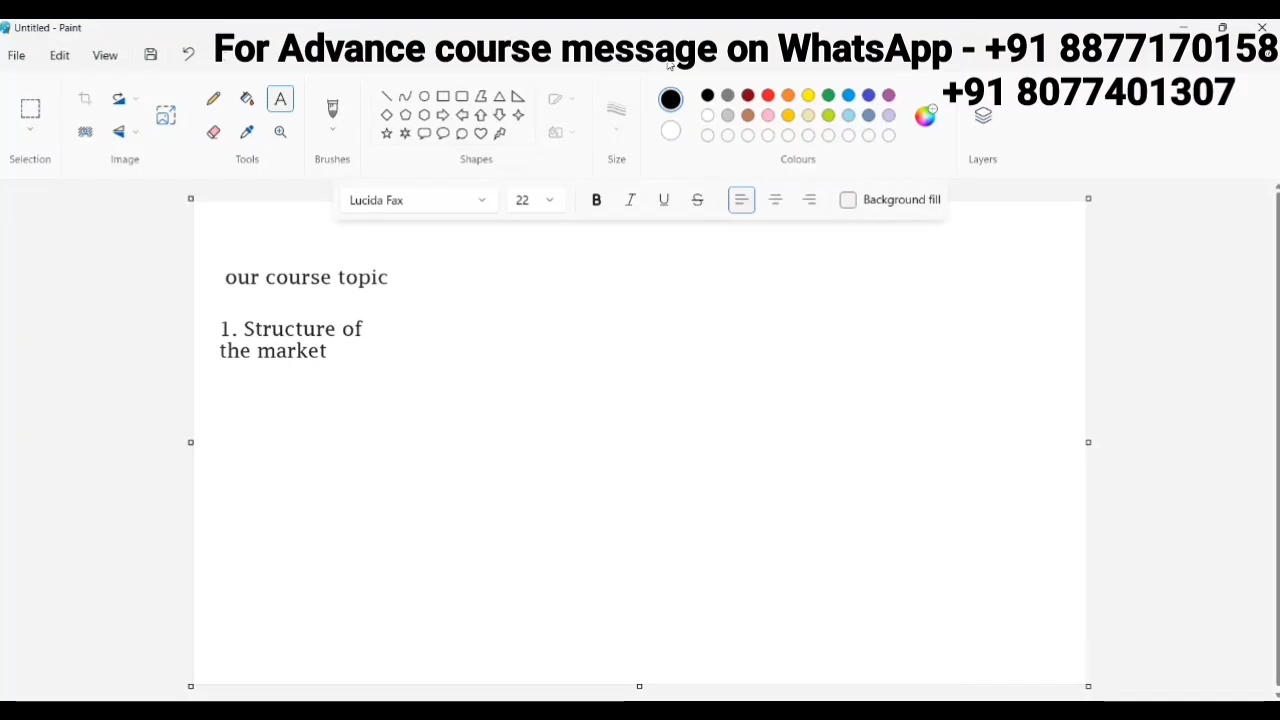 Untitled - Paint
For Advance course message on WhatsApp - +91 8877170158
+91 8077401307
File Edit View
Selection Image Tools Brushes Shapes Size Colours Layers
Lucida Fax 22 B I U S Background fill
our course topic
1. Structure of
the market